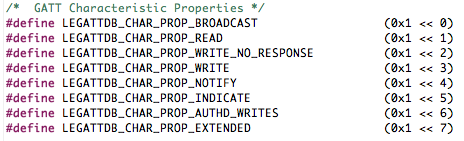 /*  GATT Characteristic Properties */
#define LEGATTDB_CHAR_PROP_BROADCAST (0x1 << 0)
#define LEGATTDB_CHAR_PROP_READ (0x1 << 1)
#define LEGATTDB_CHAR_PROP_WRITE_NO_RESPONSE (0x1 << 2)
#define LEGATTDB_CHAR_PROP_WRITE (0x1 << 3)
#define LEGATTDB_CHAR_PROP_NOTIFY (0x1 << 4)
#define LEGATTDB_CHAR_PROP_INDICATE (0x1 << 5)
#define LEGATTDB_CHAR_PROP_AUTHD_WRITES (0x1 << 6)
#define LEGATTDB_CHAR_PROP_EXTENDED (0x1 << 7)